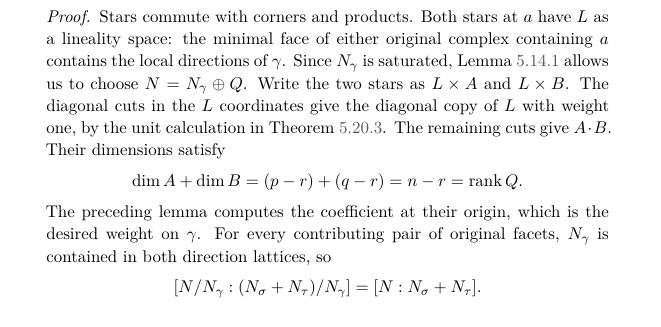 Proof. Stars commute with corners and products. Both stars at a have L as
a lineality space: the minimal face of either original complex containing a
contains the local directions of γ. Since N_γ is saturated, Lemma 5.14.1 allows
us to choose N = N_γ ⊕ Q. Write the two stars as L × A and L × B. The
diagonal cuts in the L coordinates give the diagonal copy of L with weight
one, by the unit calculation in Theorem 5.20.3. The remaining cuts give A·B.
Their dimensions satisfy
dim A + dim B = (p − r) + (q − r) = n − r = rank Q.
The preceding lemma computes the coefficient at their origin, which is the
desired weight on γ. For every contributing pair of original facets, N_γ is
contained in both direction lattices, so
[N/N_γ : (N_σ + N_τ)/N_γ] = [N : N_σ + N_τ].